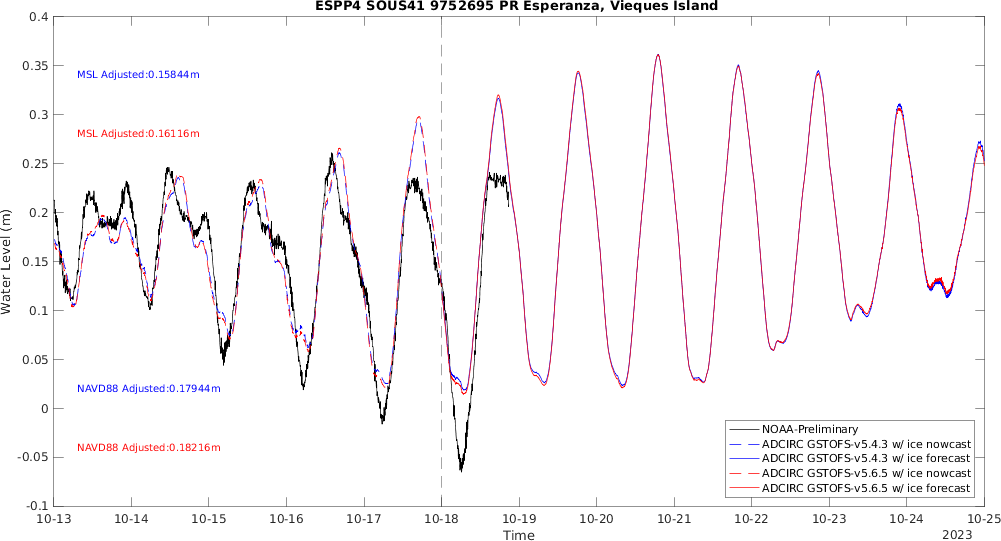 ESPP4 SOUS41 9752695 PR Esperanza, Vieques Island
0.4
0.35
0.3
0.25
0.2
0.15
0.1
0.05
0
-0.05
-0.1
Water Level (m)
MSL Adjusted:0.15844m
MSL Adjusted:0.16116m
NAVD88 Adjusted:0.17944m
NAVD88 Adjusted:0.18216m
NOAA-Preliminary
ADCIRC GSTOFS-v5.4.3 w/ ice nowcast
ADCIRC GSTOFS-v5.4.3 w/ ice forecast
ADCIRC GSTOFS-v5.6.5 w/ ice nowcast
ADCIRC GSTOFS-v5.6.5 w/ ice forecast
10-13 10-14 10-15 10-16 10-17 10-18 10-19 10-20 10-21 10-22 10-23 10-24 10-25
Time
2023